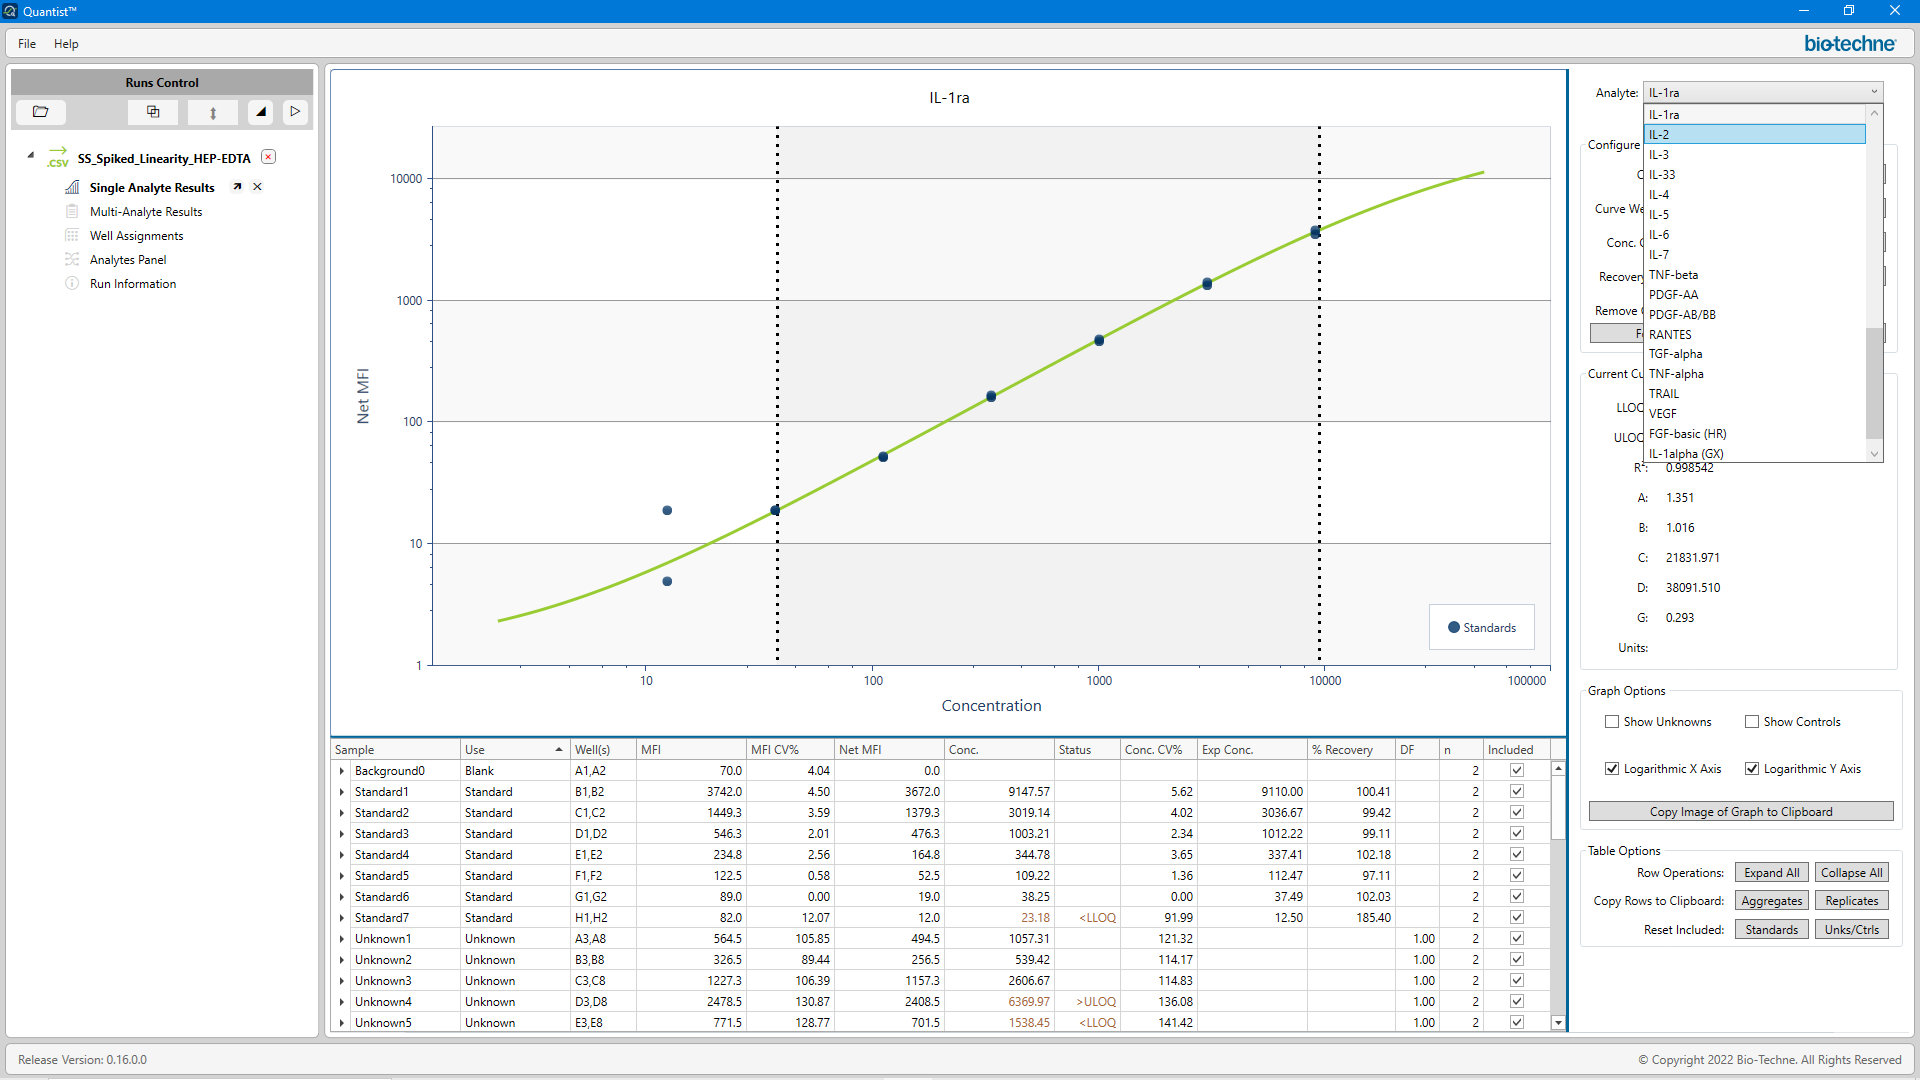 Quantist™
File Help
bio-techne
Runs Control
SS_Spiked_Linearity_HEP-EDTA
.csv
Single Analyte Results
Multi-Analyte Results
Well Assignments
Analytes Panel
Run Information
IL-1ra
Net MFI
10000
1000
100
10
1
10 100 1000 10000 100000
Concentration
Standards
Sample Use Well(s) MFI MFI CV% Net MFI Conc. Status Conc. CV% Exp Conc. % Recovery DF n Included
Background0 Blank A1,A2 70.0 4.04 0.0 2
Standard1 Standard B1,B2 3742.0 4.50 3672.0 9147.57 5.62 9110.00 100.41 2
Standard2 Standard C1,C2 1449.3 3.59 1379.3 3019.14 4.02 3036.67 99.42 2
Standard3 Standard D1,D2 546.3 2.01 476.3 1003.21 2.34 1012.22 99.11 2
Standard4 Standard E1,E2 234.8 2.56 164.8 344.78 3.65 337.41 102.18 2
Standard5 Standard F1,F2 122.5 0.58 52.5 109.22 1.36 112.47 97.11 2
Standard6 Standard G1,G2 89.0 0.00 19.0 38.25 0.00 37.49 102.03 2
Standard7 Standard H1,H2 82.0 12.07 12.0 23.18 <LLOQ 91.99 12.50 185.40 2
Unknown1 Unknown A3,A8 564.5 105.85 494.5 1057.31 121.32 1.00 2
Unknown2 Unknown B3,B8 326.5 89.44 256.5 539.42 114.17 1.00 2
Unknown3 Unknown C3,C8 1227.3 106.39 1157.3 2606.67 114.83 1.00 2
Unknown4 Unknown D3,D8 2478.5 130.87 2408.5 6369.97 >ULOQ 136.08 1.00 2
Unknown5 Unknown E3,E8 771.5 128.77 701.5 1538.45 <LLOQ 141.42 1.00 2
Analyte: IL-1ra
IL-1ra
IL-2
IL-3
IL-33
IL-4
IL-5
IL-6
IL-7
TNF-beta
PDGF-AA
PDGF-AB/BB
RANTES
TGF-alpha
TNF-alpha
TRAIL
VEGF
FGF-basic (HR)
IL-1alpha (GX)
Configure
C
Curve We
Conc. C
Recovery
Remove
Current Cu
LLOQ
ULOQ
R²: 0.998542
A: 1.351
B: 1.016
C: 21831.971
D: 38091.510
G: 0.293
Units:
Graph Options
Show Unknowns Show Controls
Logarithmic X Axis Logarithmic Y Axis
Copy Image of Graph to Clipboard
Table Options
Row Operations: Expand All Collapse All
Copy Rows to Clipboard: Aggregates Replicates
Reset Included: Standards Unks/Ctrls
Release Version: 0.16.0.0
© Copyright 2022 Bio-Techne. All Rights Reserved